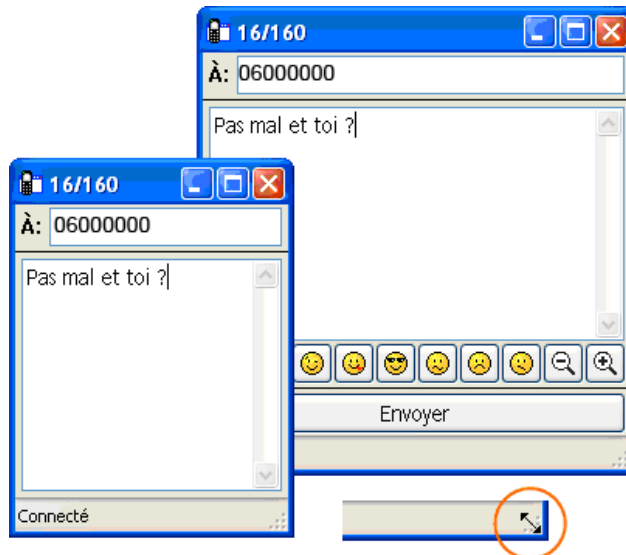 16/160
À: 06000000
Pas mal et toi ?
Envoyer
16/160
À: 06000000
Pas mal et toi ?
Connecté